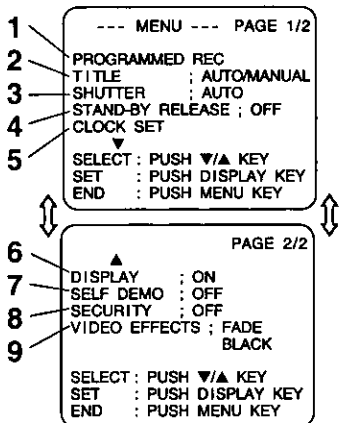 --- MENU --- PAGE 1/2
1 PROGRAMMED REC
2 TITLE ; AUTO/MANUAL
3 SHUTTER ; AUTO
4 STAND-BY RELEASE ; OFF
5 CLOCK SET
▼
SELECT : PUSH ▼/▲ KEY
SET : PUSH DISPLAY KEY
END : PUSH MENU KEY
PAGE 2/2
▲
6 DISPLAY ; ON
7 SELF DEMO ; OFF
8 SECURITY ; OFF
9 VIDEO EFFECTS ; FADE
BLACK
SELECT : PUSH ▼/▲ KEY
SET : PUSH DISPLAY KEY
END : PUSH MENU KEY